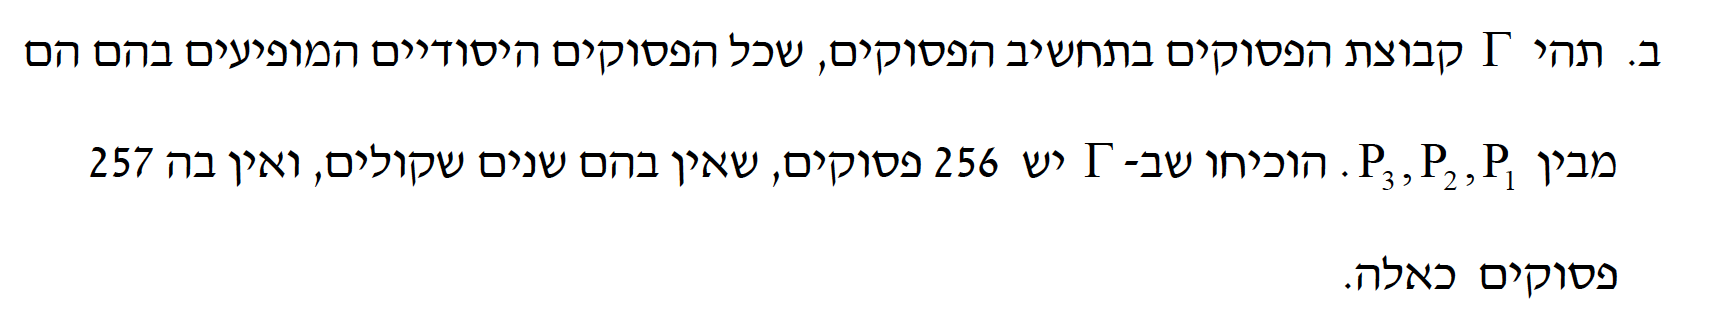 ב. תהי Γ קבוצת הפסוקים בתחשיב הפסוקים, שכל הפסוקים היסודיים המופיעים בהם הם
מבין P₃,P₂,P₁. הוכיחו שב- Γ יש 256 פסוקים, שאין בהם שנים שקולים, ואין בה 257
פסוקים כאלה.